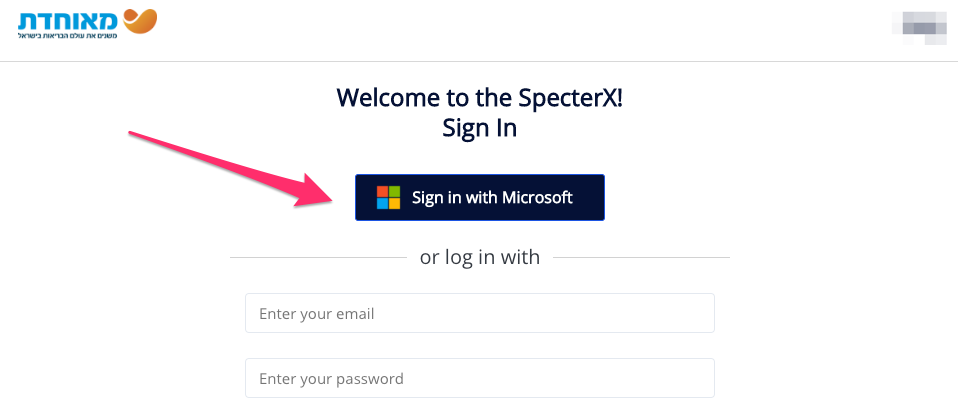 מאוחדת
משנים את עולם הבריאות בישראל
Welcome to the SpecterX!
Sign In
Sign in with Microsoft
or log in with
Enter your email
Enter your password